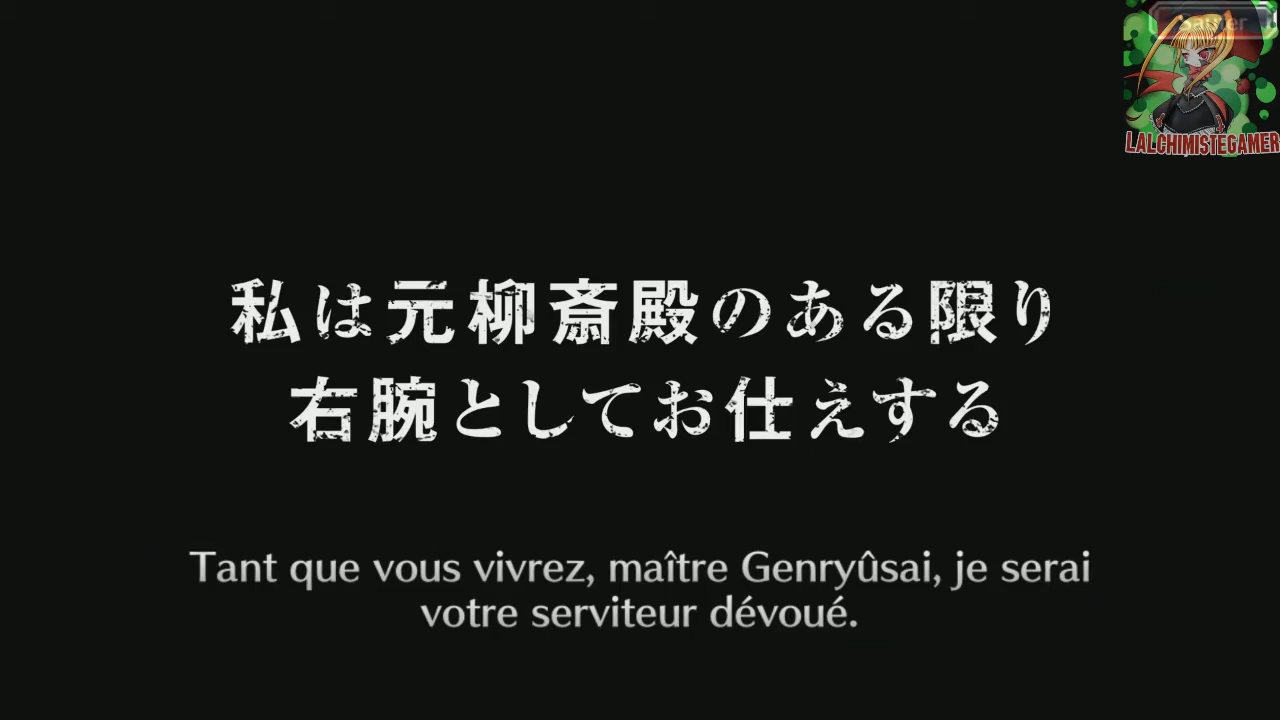 Sauter
LALCHIMISTEGAMER
私は元柳斎殿のある限り
右腕としてお仕えする
Tant que vous vivrez, maître Genryûsai, je serai
votre serviteur dévoué.